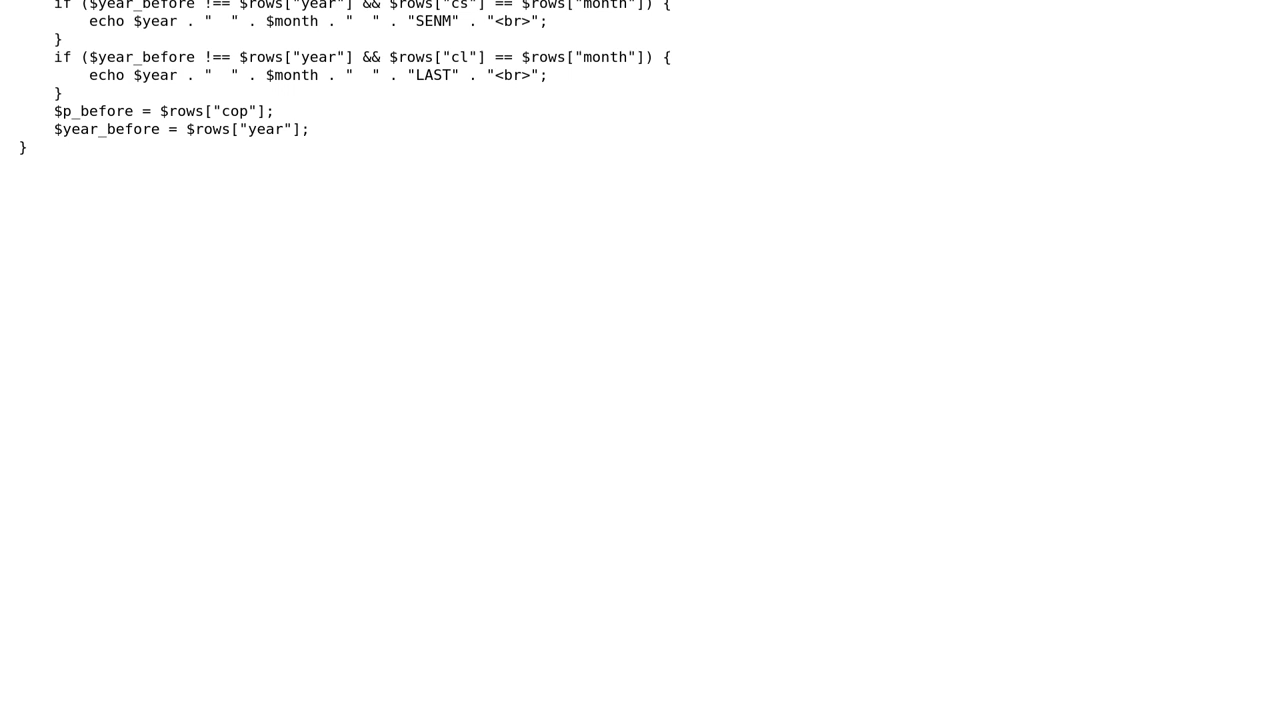 if ($year_before !== $rows["year"] && $rows["cs"] == $rows["month"]) {
        echo $year . "  " . $month . "  " . "SENM" . "<br>";
    }
    if ($year_before !== $rows["year"] && $rows["cl"] == $rows["month"]) {
        echo $year . "  " . $month . "  " . "LAST" . "<br>";
    }
    $p_before = $rows["cop"];
    $year_before = $rows["year"];
}